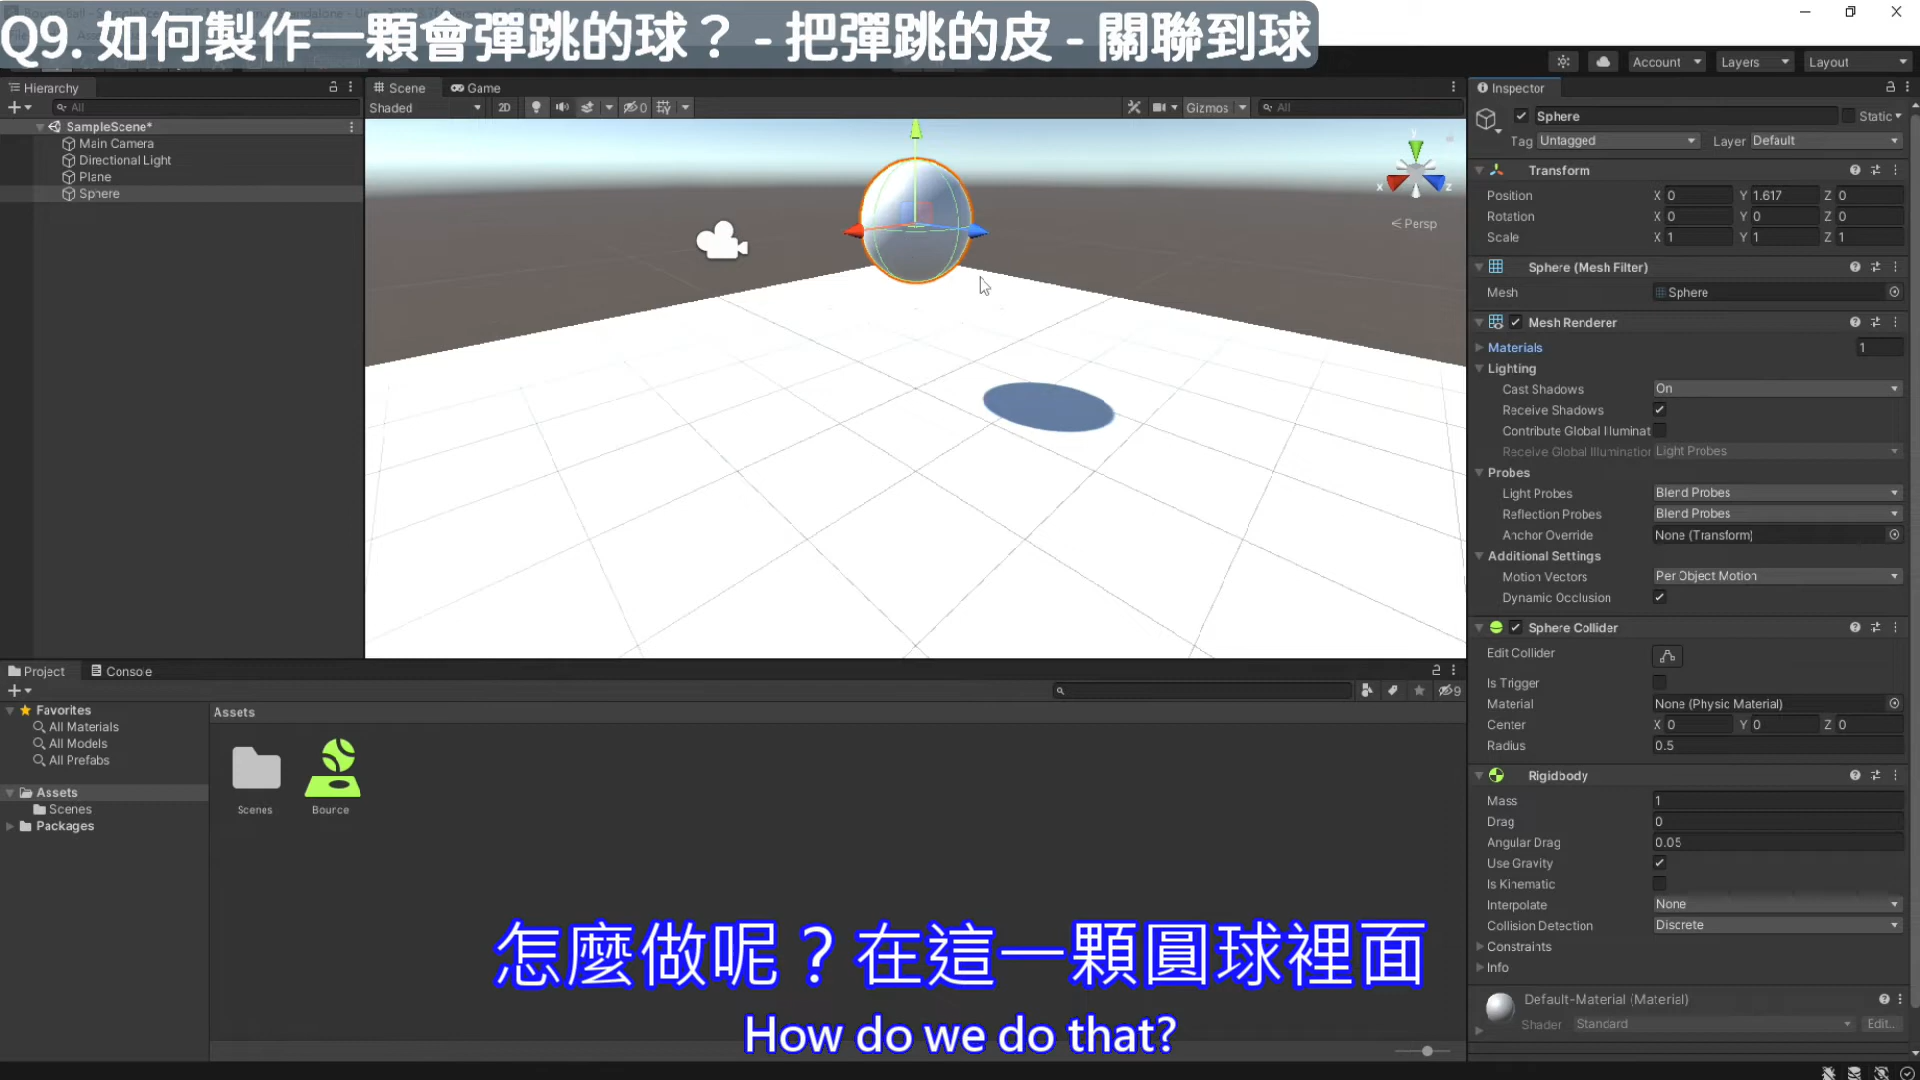 Q9. 如何製作一顆會彈跳的球？ - 把彈跳的皮 - 關聯到球
Account
Layers
Layout
Hierarchy
All
SampleScene*
Main Camera
Directional Light
Plane
Sphere
Scene
Game
Shaded
2D
0
Gizmos
All
y
x
z
< Persp
Inspector
Sphere
Static
Tag Untagged
Layer Default
Transform
Position X 0 Y 1.617 Z 0
Rotation X 0 Y 0 Z 0
Scale X 1 Y 1 Z 1
Sphere (Mesh Filter)
Mesh Sphere
Mesh Renderer
Materials 1
Lighting
Cast Shadows On
Receive Shadows
Contribute Global Illuminat
Receive Global Illumination Light Probes
Probes
Light Probes Blend Probes
Reflection Probes Blend Probes
Anchor Override None (Transform)
Additional Settings
Motion Vectors Per Object Motion
Dynamic Occlusion
Sphere Collider
Edit Collider
Is Trigger
Material None (Physic Material)
Center X 0 Y 0 Z 0
Radius 0.5
Rigidbody
Mass 1
Drag 0
Angular Drag 0.05
Use Gravity
Is Kinematic
Interpolate None
Collision Detection Discrete
Constraints
Info
Default-Material (Material)
Shader Standard Edit...
Project
Console
9
Favorites
All Materials
All Models
All Prefabs
Assets
Scenes
Packages
Assets
Scenes
Bource
怎麼做呢？在這一顆圓球裡面
How do we do that?